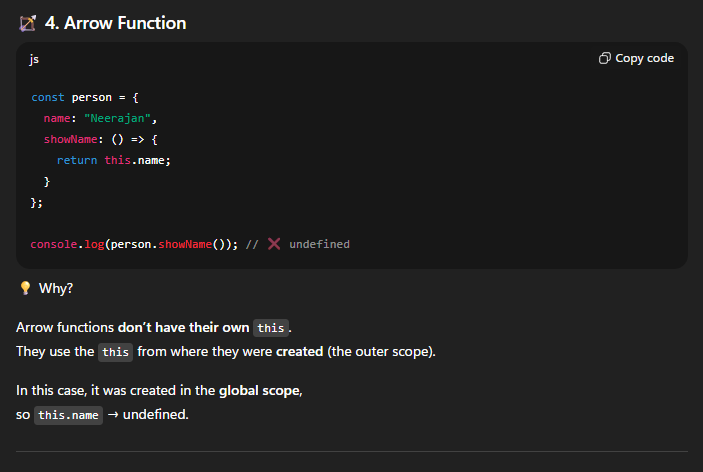 🏹 4. Arrow Function
js
Copy code
const person = {
  name: "Neerajan",
  showName: () => {
    return this.name;
  }
};
console.log(person.showName()); // ❌ undefined
💡 Why?
Arrow functions don’t have their own this.
They use the this from where they were created (the outer scope).
In this case, it was created in the global scope,
so this.name → undefined.